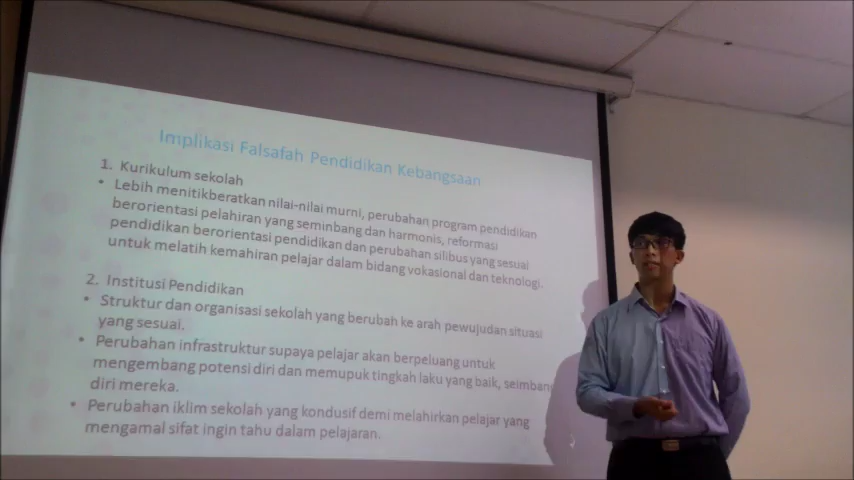 Implikasi Falsafah Pendidikan Kebangsaan
1. Kurikulum sekolah
• Lebih menitikberatkan nilai-nilai murni, perubahan program pendidikan
berorientasi pelahiran yang seminbang dan harmonis, reformasi
pendidikan berorientasi pendidikan dan perubahan silibus yang sesuai
untuk melatih kemahiran pelajar dalam bidang vokasional dan teknologi.
2. Institusi Pendidikan
• Struktur dan organisasi sekolah yang berubah ke arah pewujudan situasi
yang sesuai.
• Perubahan infrastruktur supaya pelajar akan berpeluang untuk
mengembang potensi diri dan memupuk tingkah laku yang baik, seimbang
diri mereka.
• Perubahan iklim sekolah yang kondusif demi melahirkan pelajar yang
mengamal sifat ingin tahu dalam pelajaran.